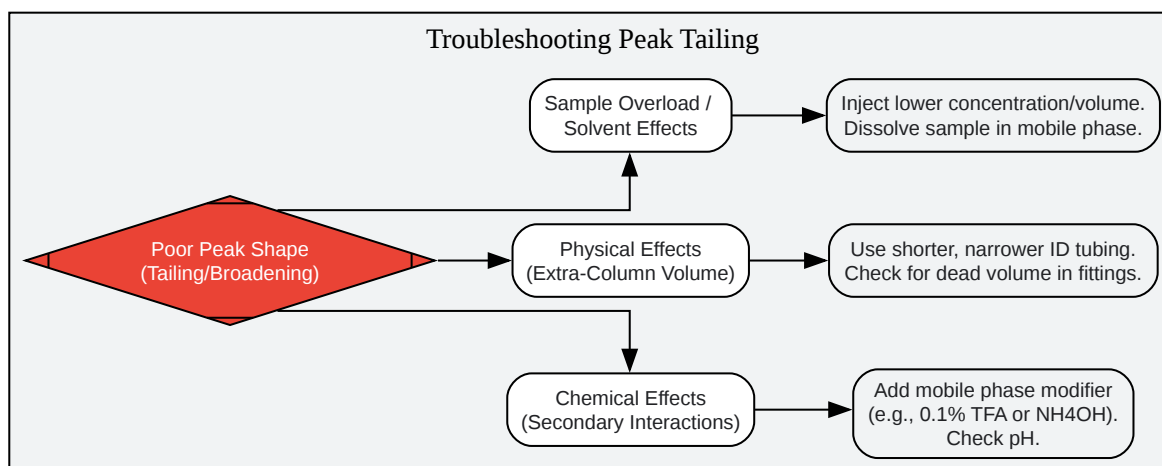 Troubleshooting Peak Tailing
Sample Overload /
Solvent Effects
Inject lower concentration/volume.
Dissolve sample in mobile phase.
Poor Peak Shape
(Tailing/Broadening)
Physical Effects
(Extra-Column Volume)
Use shorter, narrower ID tubing.
Check for dead volume in fittings.
Chemical Effects
(Secondary Interactions)
Add mobile phase modifier
(e.g., 0.1% TFA or NH4OH).
Check pH.